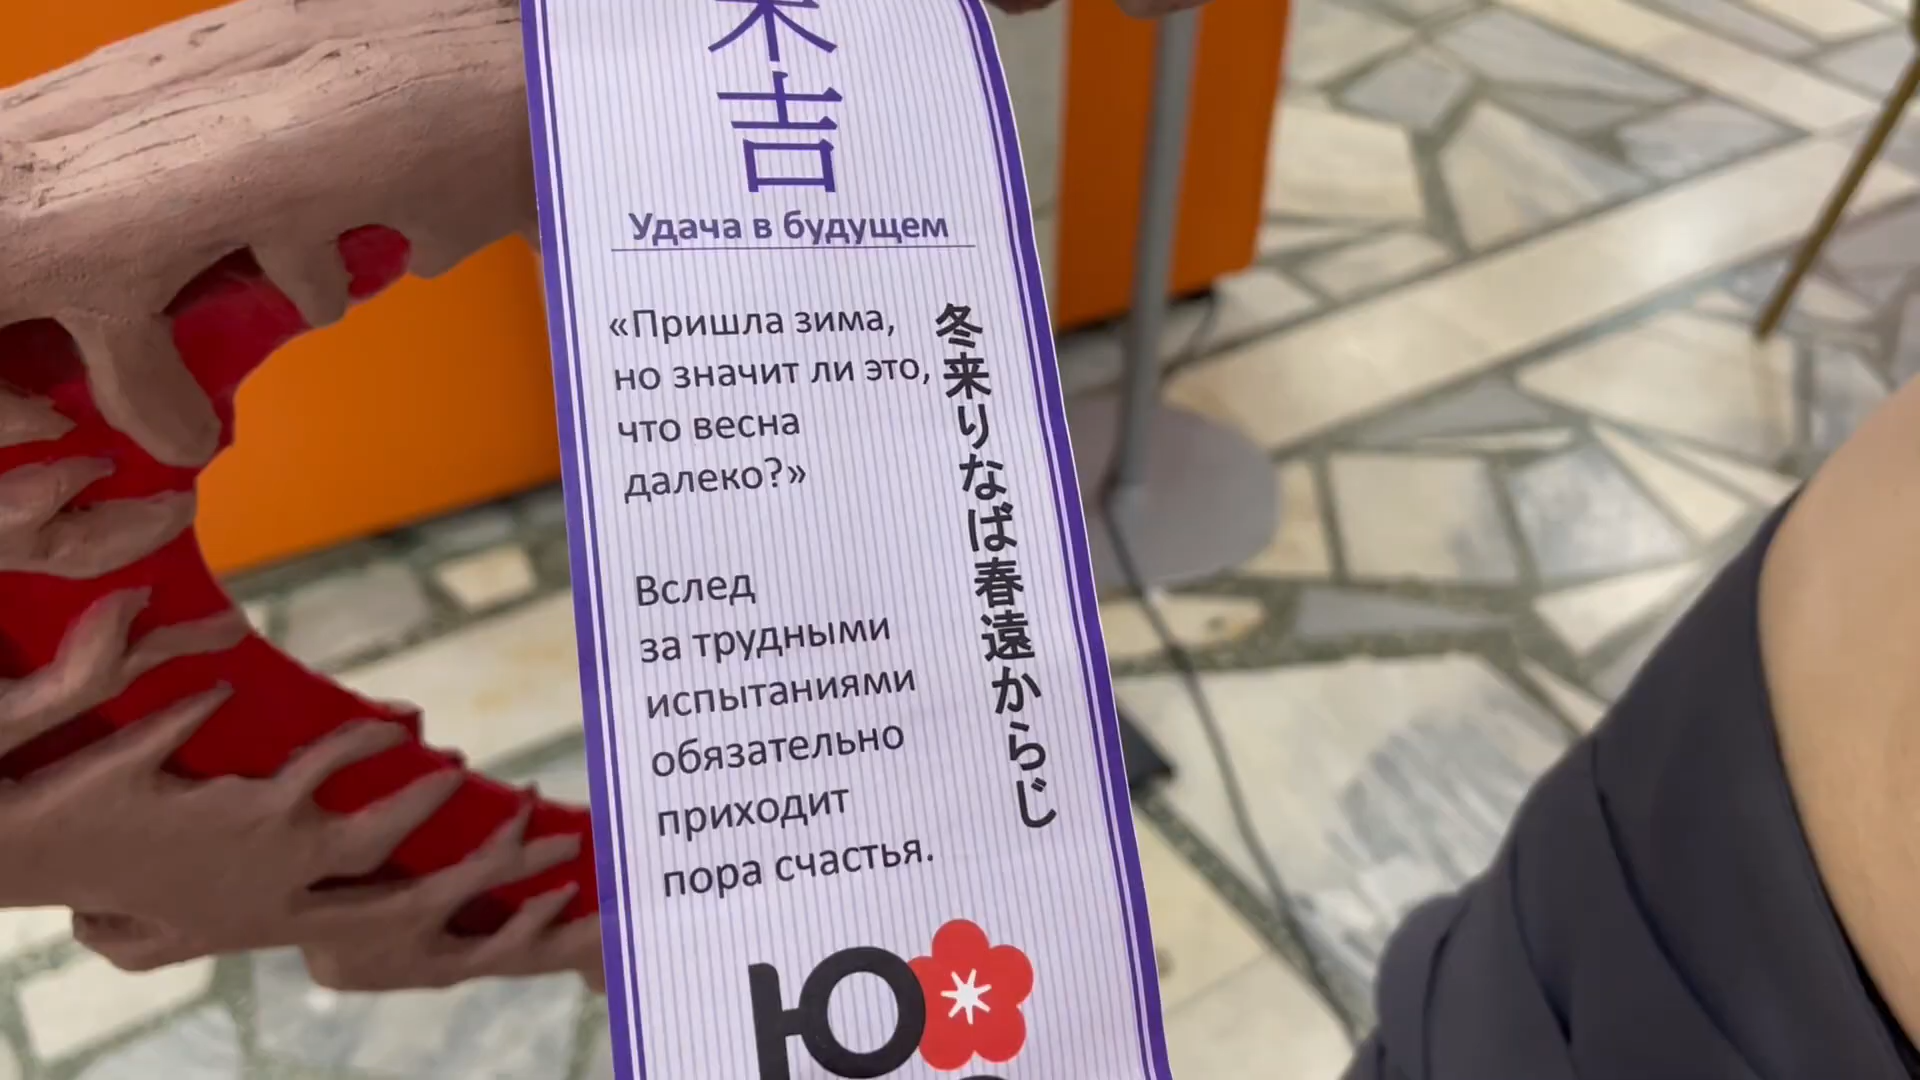 末吉
Удача в будущем
«Пришла зима,
но значит ли это,
что весна
далеко?»
冬来りなば春遠からじ
Вслед
за трудными
испытаниями
обязательно
приходит
пора счастья.
Ю